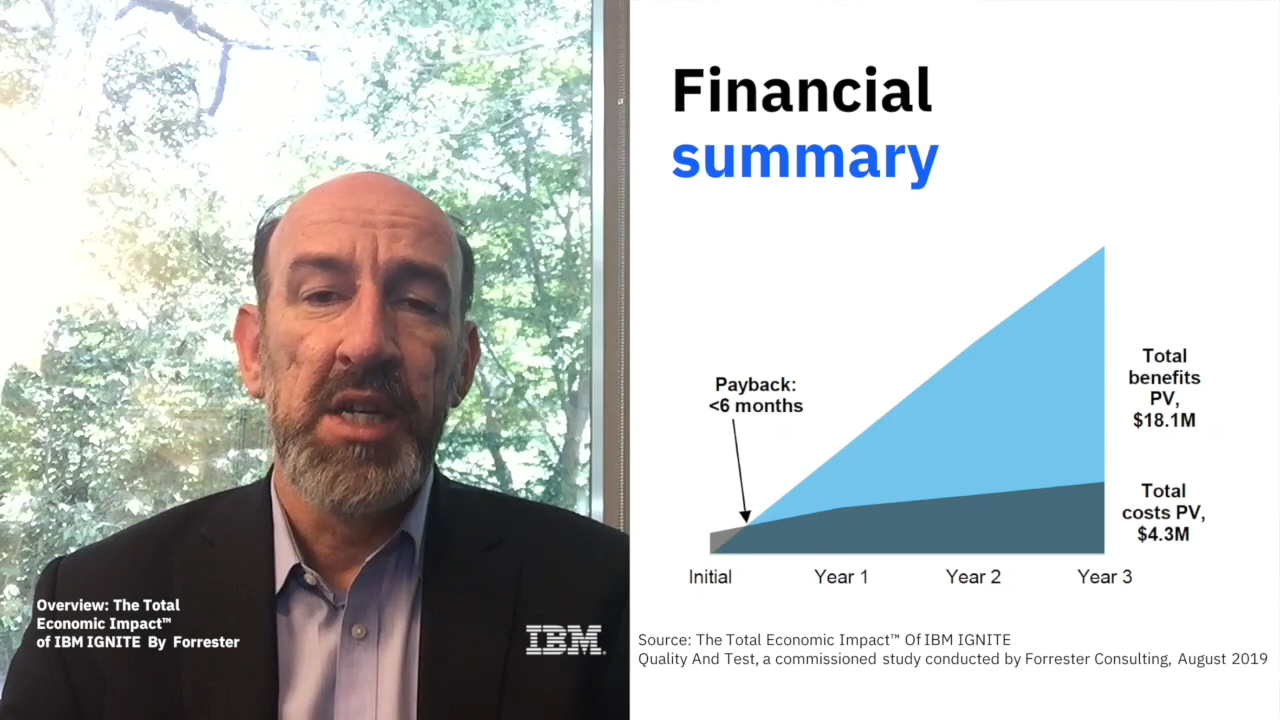 Financial
summary
Payback:
<6 months
Total
benefits
PV,
$18.1M
Total
costs PV,
$4.3M
Initial
Year 1
Year 2
Year 3
Overview: The Total
Economic Impact™
of IBM IGNITE By Forrester
IBM.
Source: The Total Economic Impact™ Of IBM IGNITE
Quality And Test, a commissioned study conducted by Forrester Consulting, August 2019